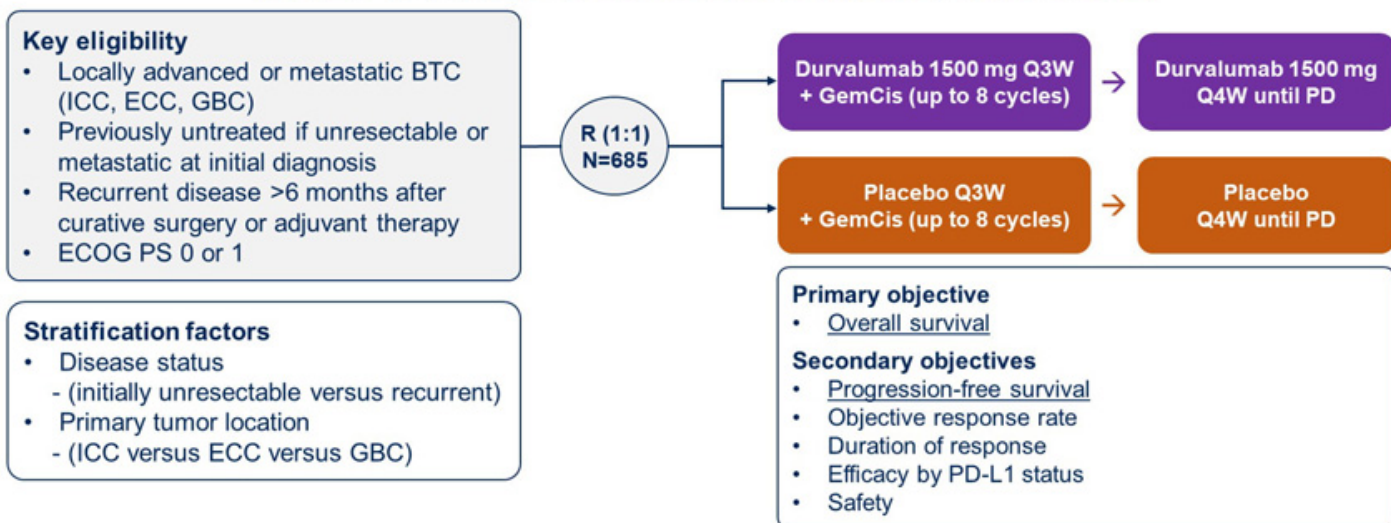 Key eligibility
• Locally advanced or metastatic BTC
(ICC, ECC, GBC)
• Previously untreated if unresectable or
metastatic at initial diagnosis
• Recurrent disease >6 months after
curative surgery or adjuvant therapy
• ECOG PS 0 or 1
Stratification factors
• Disease status
- (initially unresectable versus recurrent)
• Primary tumor location
- (ICC versus ECC versus GBC)
R (1:1)
N=685
Durvalumab 1500 mg Q3W
+ GemCis (up to 8 cycles)
→
Durvalumab 1500 mg
Q4W until PD
Placebo Q3W
+ GemCis (up to 8 cycles)
→
Placebo
Q4W until PD
Primary objective
• Overall survival
Secondary objectives
• Progression-free survival
• Objective response rate
• Duration of response
• Efficacy by PD-L1 status
• Safety